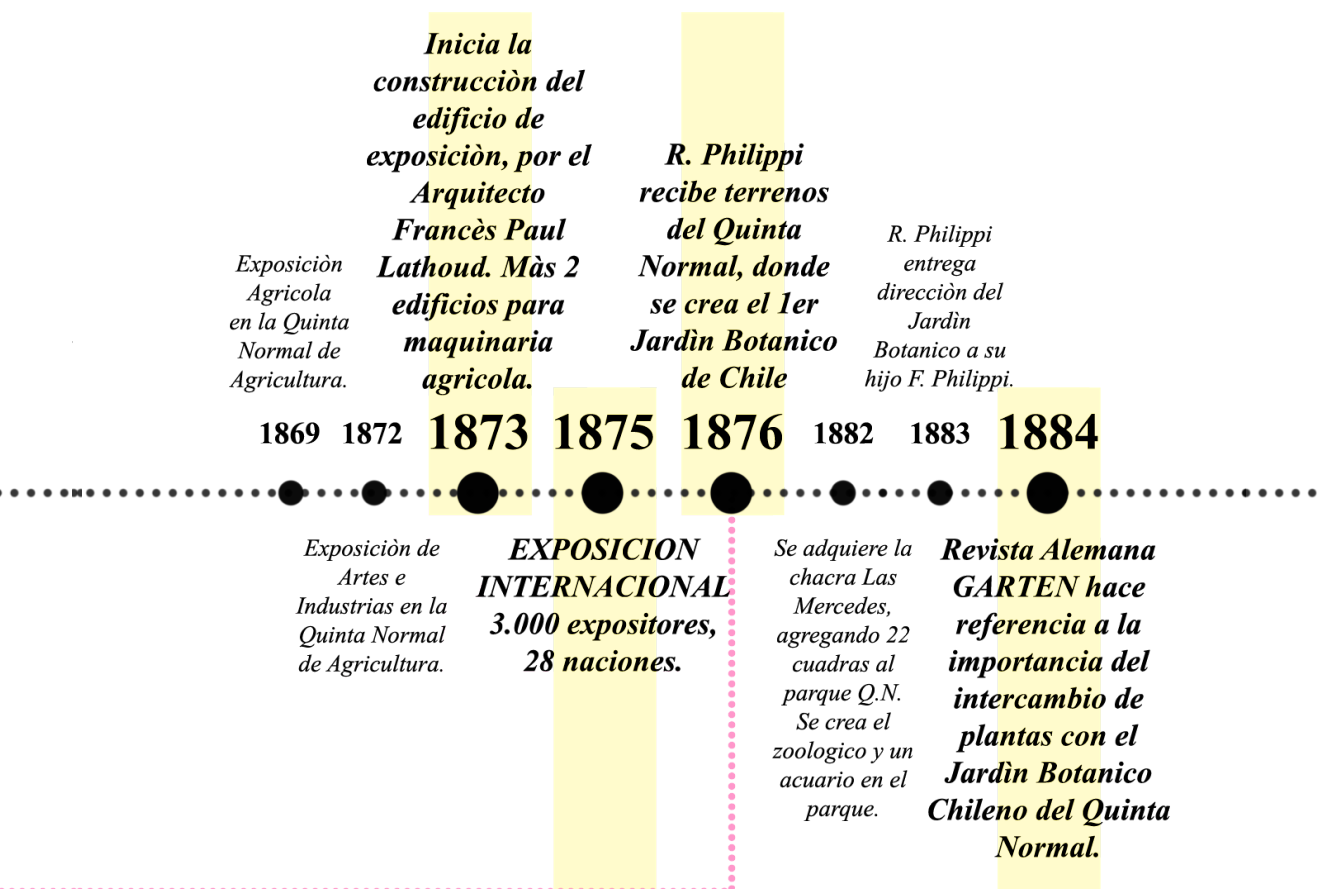 Exposiciòn
Agricola
en la Quinta
Normal de
Agricultura.
1869
1872
Exposiciòn de
Artes e
Industrias en la
Quinta Normal
de Agricultura.
Inicia la
construcciòn del
edificio de
exposiciòn, por el
Arquitecto
Francès Paul
Lathoud. Màs 2
edificios para
maquinaria
agricola.
1873
1875
EXPOSICION
INTERNACIONAL
3.000 expositores,
28 naciones.
R. Philippi
recibe terrenos
del Quinta
Normal, donde
se crea el 1er
Jardìn Botanico
de Chile
1876
1882
Se adquiere la
chacra Las
Mercedes,
agregando 22
cuadras al
parque Q.N.
Se crea el
zoologico y un
acuario en el
parque.
R. Philippi
entrega
direcciòn del
Jardìn
Botanico a su
hijo F. Philippi.
1883
1884
Revista Alemana
GARTEN hace
referencia a la
importancia del
intercambio de
plantas con el
Jardìn Botanico
Chileno del Quinta
Normal.